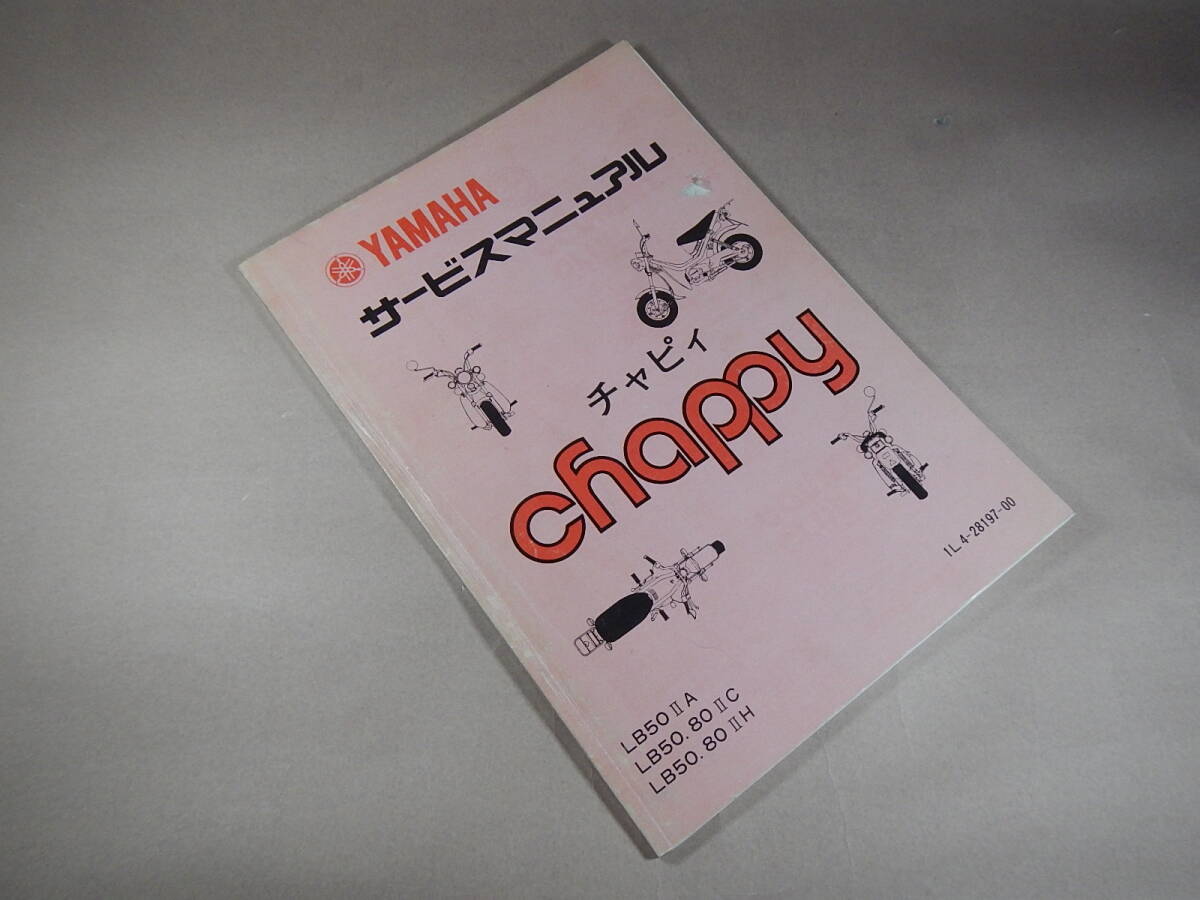 YAMAHA
サービスマニュアル
チャピィ
chappy
1L4-28197-00
LB50ⅡA
LB50.80ⅡC
LB50.80ⅡH